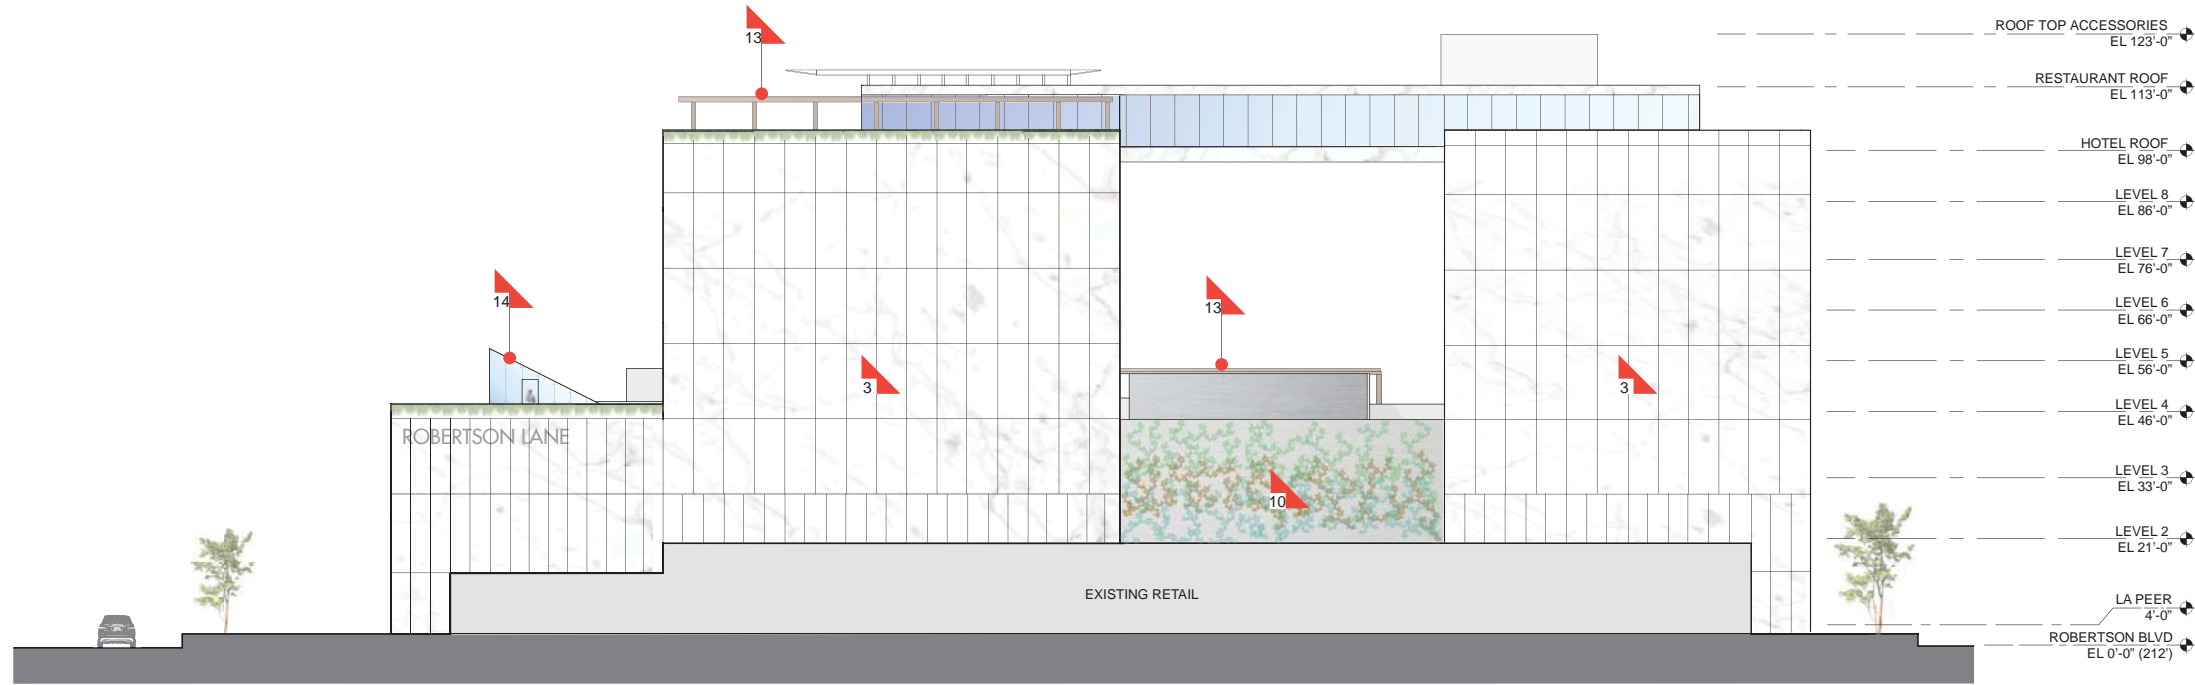 13
ROOF TOP ACCESSORIES
EL 123'-0"
RESTAURANT ROOF
EL 113'-0"
HOTEL ROOF
EL 98'-0"
LEVEL 8
EL 86'-0"
LEVEL 7
EL 76'-0"
14
13
LEVEL 6
EL 66'-0"
3
3
LEVEL 5
EL 56'-0"
LEVEL 4
EL 46'-0"
ROBERTSON LANE
10
LEVEL 3
EL 33'-0"
LEVEL 2
EL 21'-0"
EXISTING RETAIL
LA PEER
4'-0"
ROBERTSON BLVD
EL 0'-0" (212')